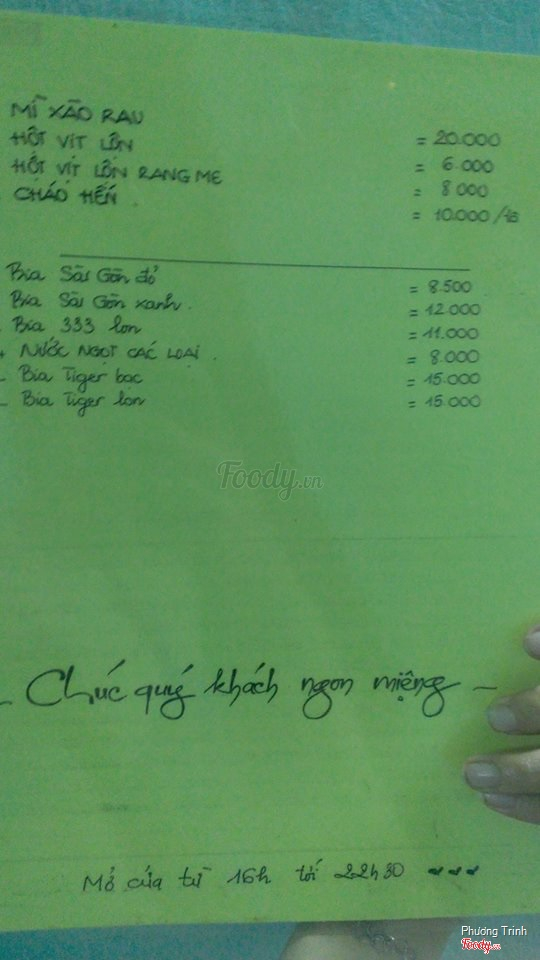 MÌ XÀO RAU = 20.000
HỘT VỊT LỘN = 6.000
HỘT VỊT LỘN RANG ME = 8 000
CHÁO HẾN . = 10.000/tô
Bia Sài Gòn đỏ = 8.500
Bia Sài Gòn xanh . = 12.000
- Bia 333 lon = 11.000
+ NƯỚC NGỌT CÁC LOẠI . = 8.000
- Bia Tiger bạc = 15.000
- Bia Tiger lon = 15.000
Foody.vn
- Chúc quý khách ngon miệng -
Mở cửa từ 16h tới 22h30
Phương Trinh
Foody.vn